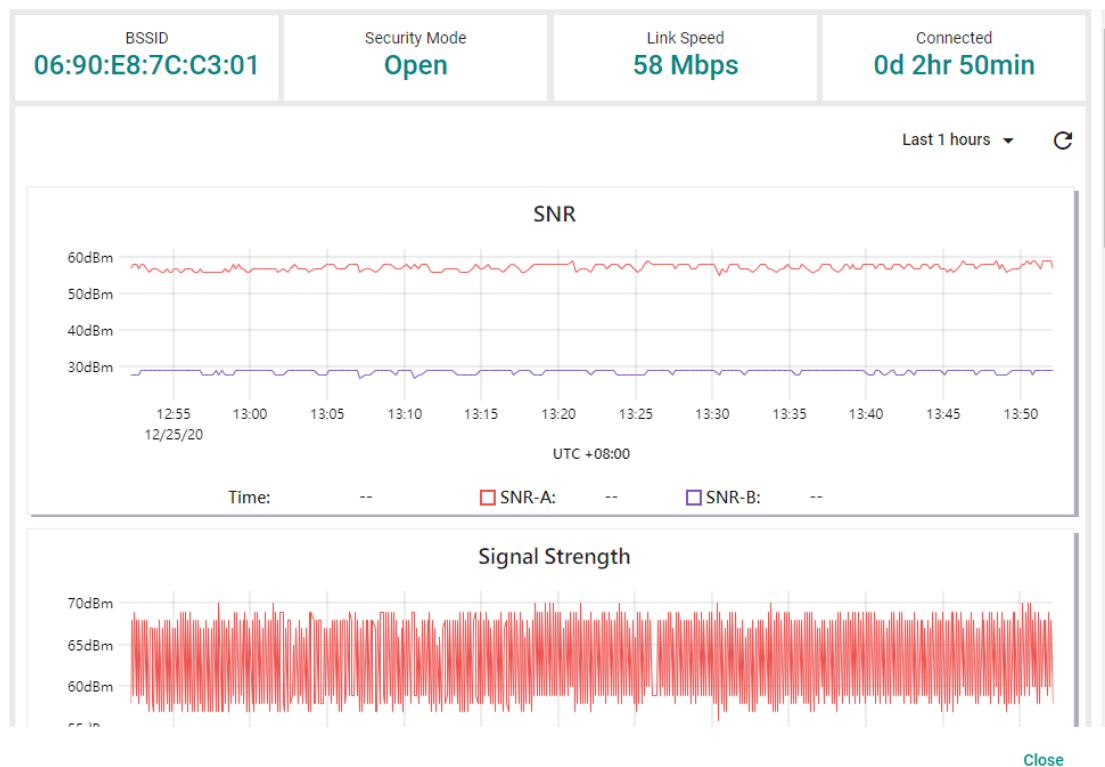 BSSID
06:90:E8:7C:C3:01
Security Mode
Open
Link Speed
58 Mbps
Connected
0d 2hr 50min
Last 1 hours
SNR
60dBm
50dBm
40dBm
30dBm
12:55 13:00 13:05 13:10 13:15 13:20 13:25 13:30 13:35 13:40 13:45 13:50
12/25/20
UTC +08:00
Time: -- SNR-A: -- SNR-B: --
Signal Strength
70dBm
65dBm
60dBm
Close